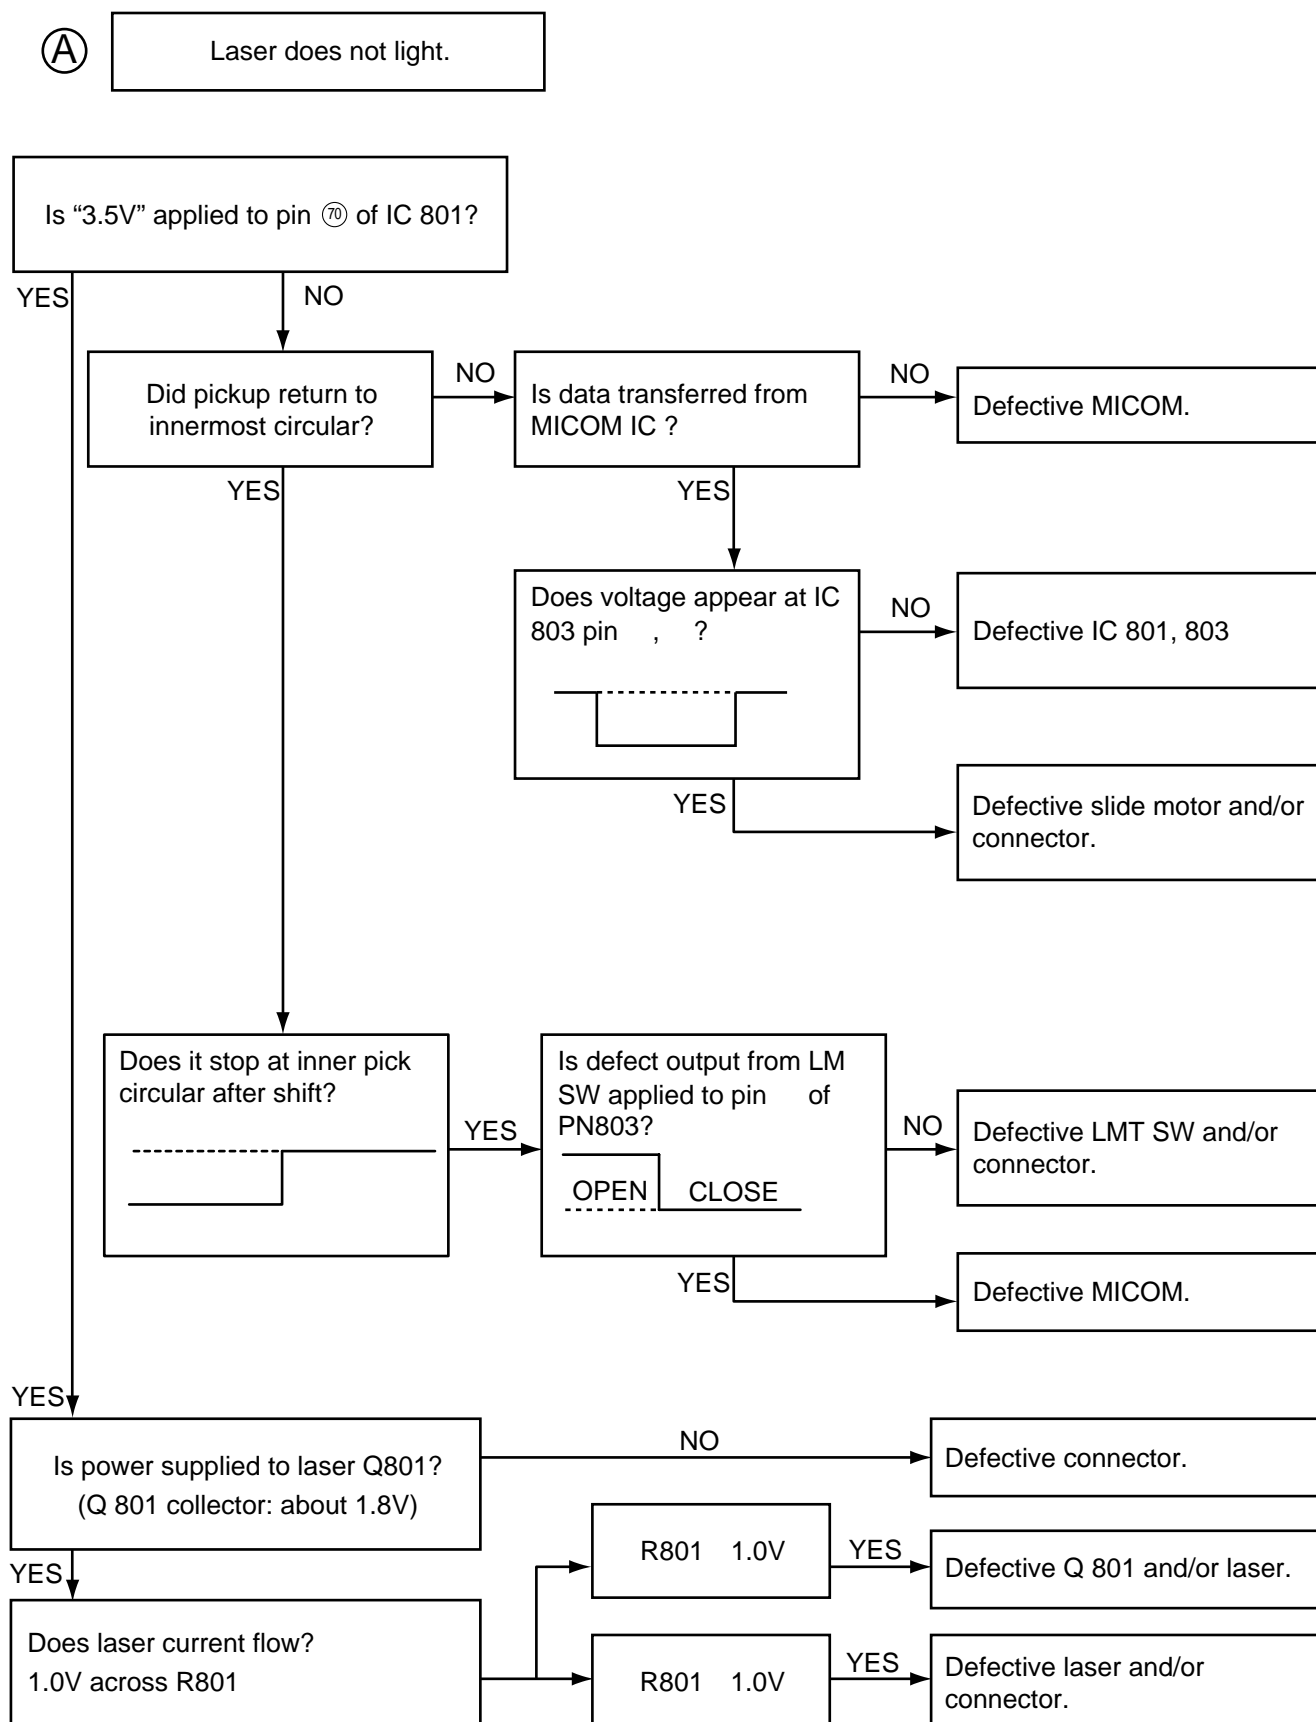 A
Laser does not light.
Is “3.5V” applied to pin 70 of IC 801?
YES
NO
Did pickup return to
innermost circular?
NO
Is data transferred from
MICOM IC ?
NO
Defective MICOM.
YES
YES
Does voltage appear at IC
803 pin , ?
NO
Defective IC 801, 803
YES
Defective slide motor and/or
connector.
Does it stop at inner pick
circular after shift?
YES
Is defect output from LM
SW applied to pin of
PN803?
OPEN CLOSE
NO
Defective LMT SW and/or
connector.
YES
Defective MICOM.
YES
Is power supplied to laser Q801?
(Q 801 collector: about 1.8V)
NO
Defective connector.
YES
R801 1.0V
YES
Defective Q 801 and/or laser.
Does laser current flow?
1.0V across R801
R801 1.0V
YES
Defective laser and/or
connector.